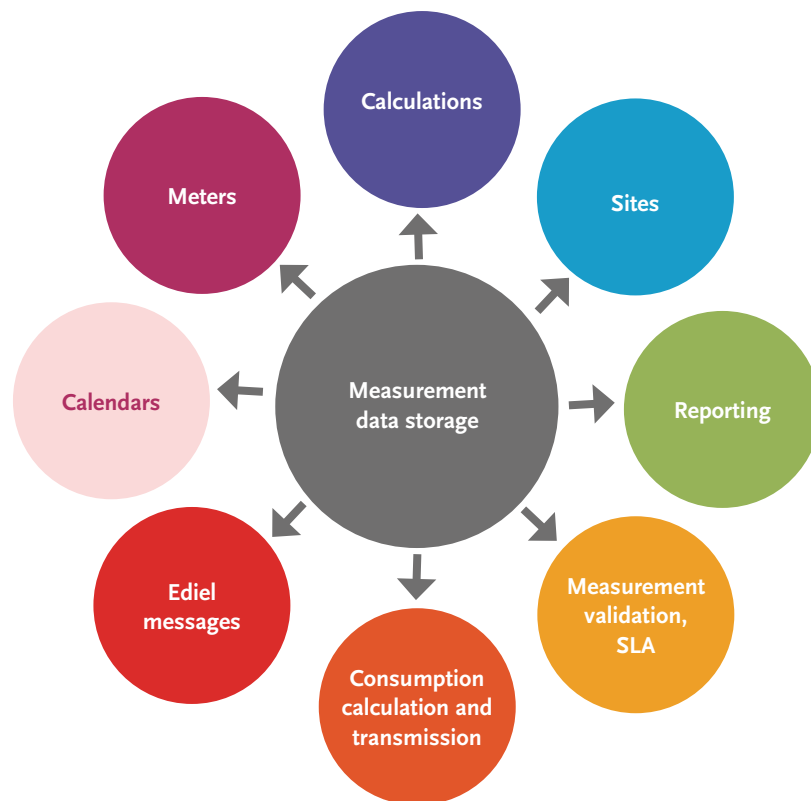 Calculations
Meters
Sites
Measurement
data storage
Calendars
Reporting
Ediel
messages
Measurement
validation,
SLA
Consumption
calculation and
transmission